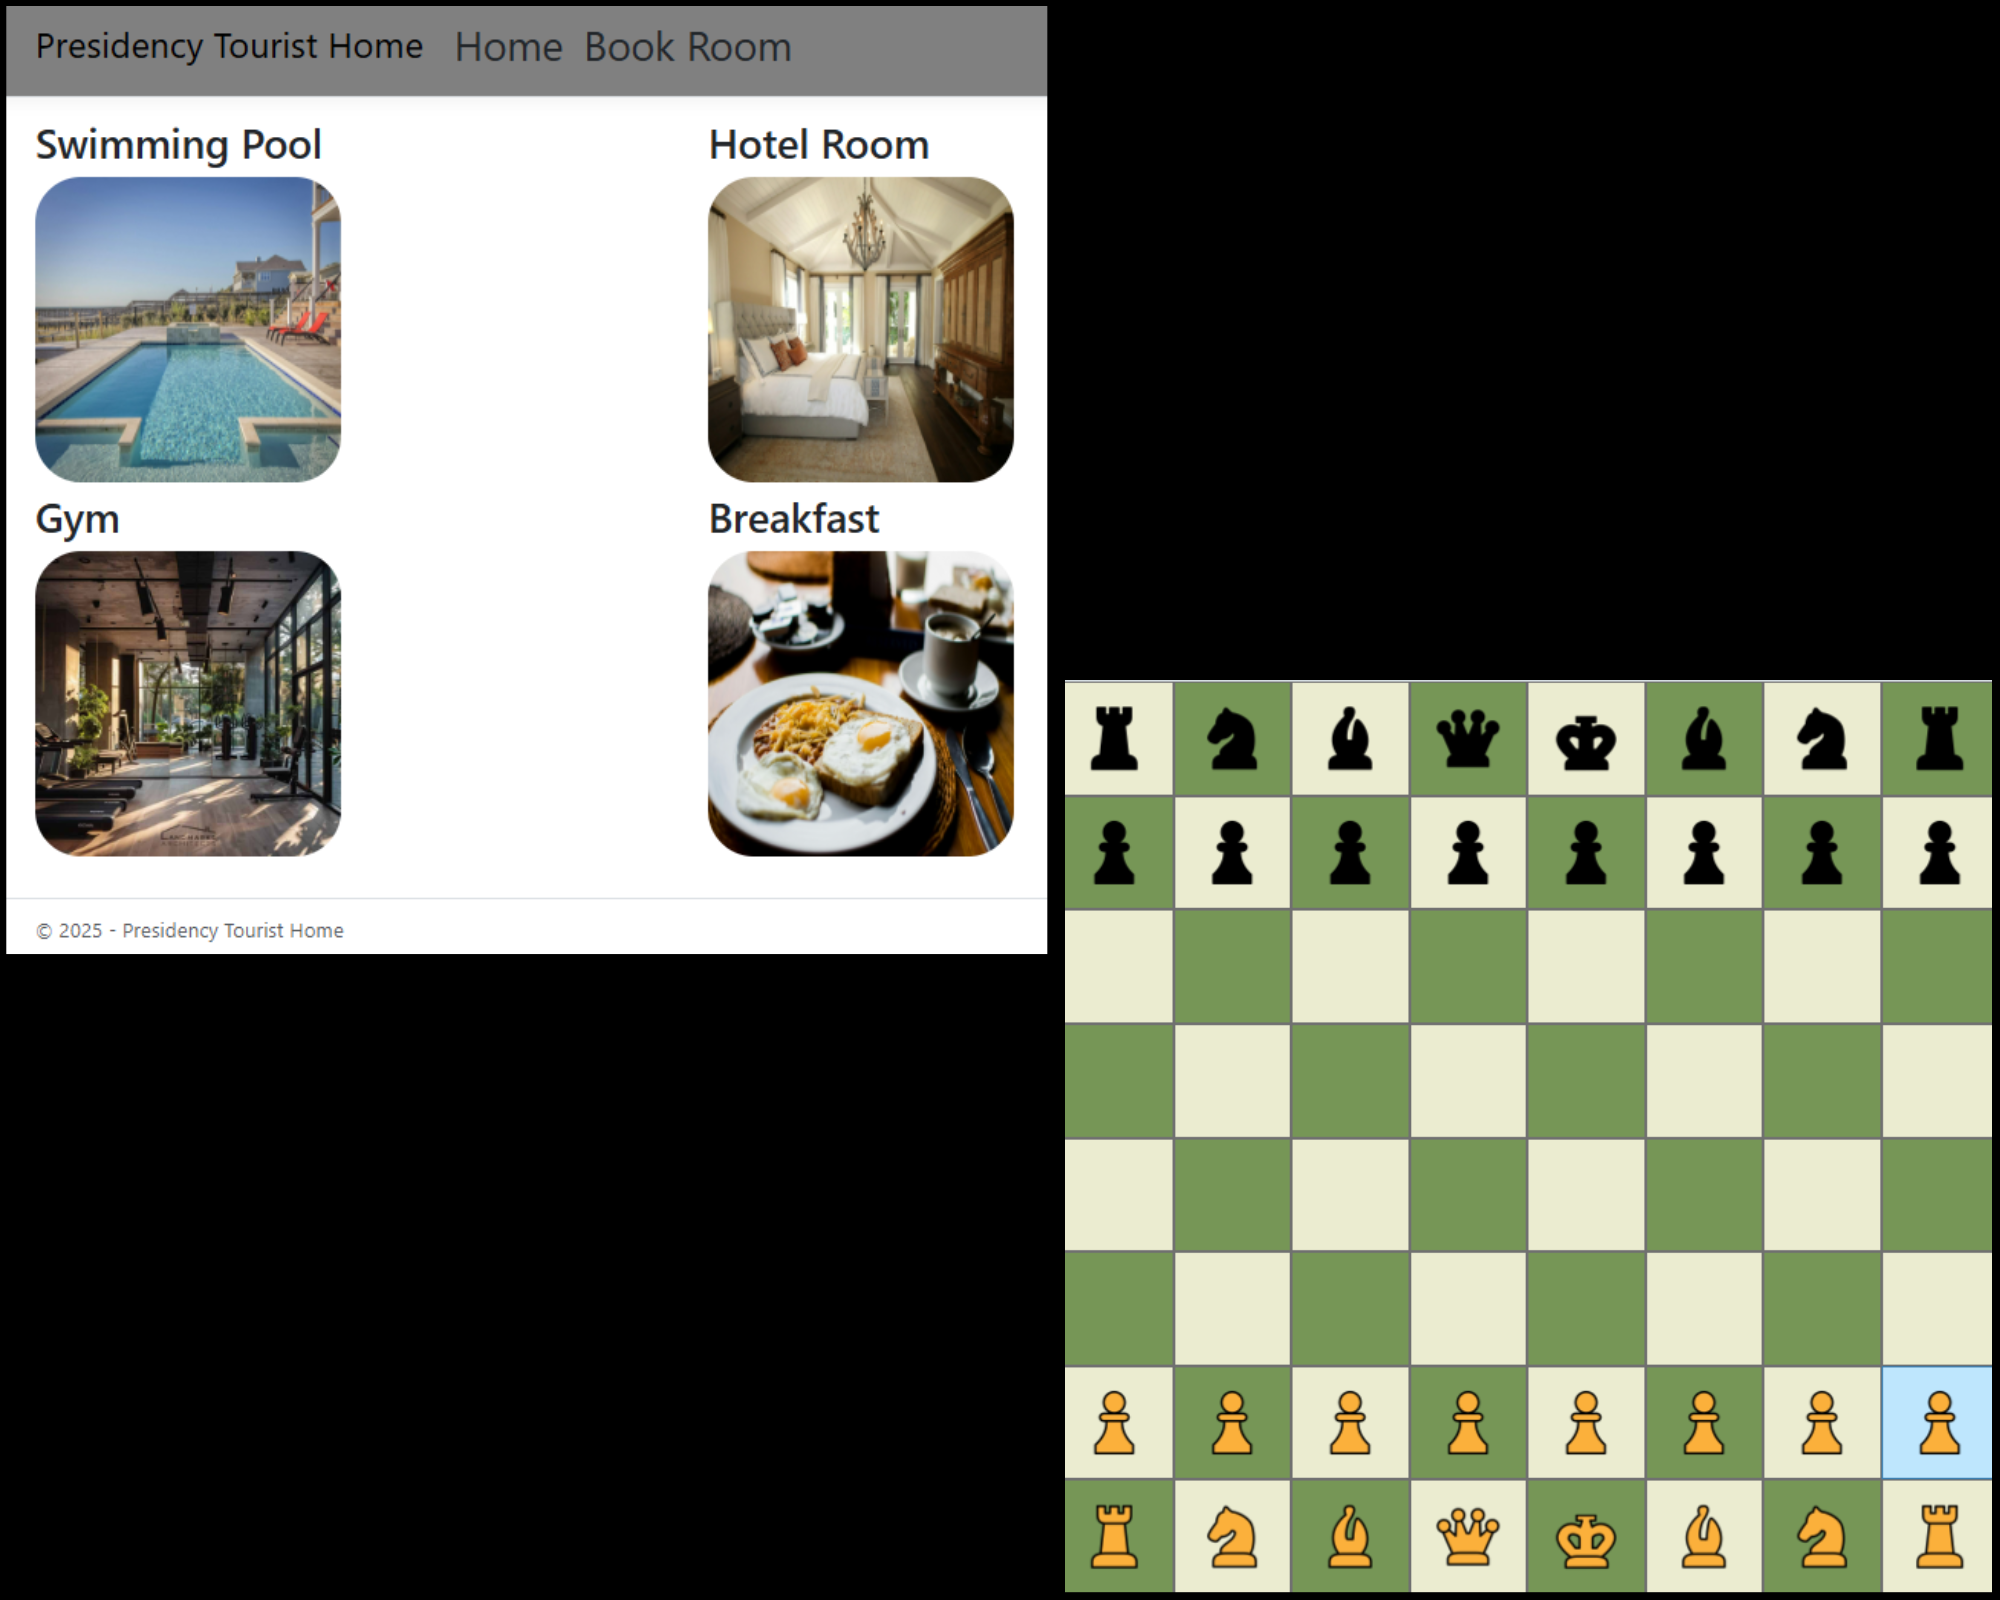 Presidency Tourist Home Home Book Room
Swimming Pool
Hotel Room
Gym
Breakfast
© 2025 - Presidency Tourist Home